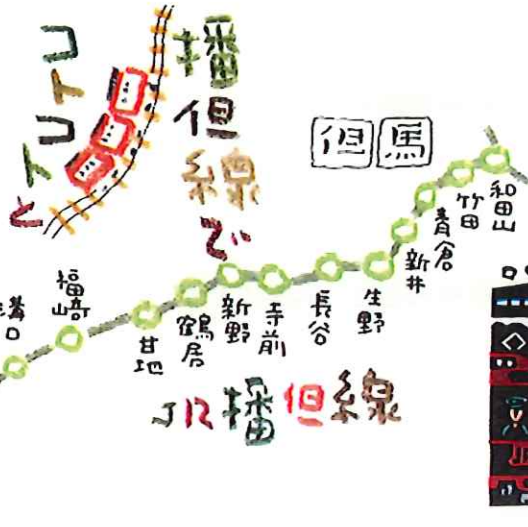 播但線で
コトコトと
但馬
和田山
竹田
青倉
新井
生野
長谷
寺前
新野
鶴居
甘地
福崎
溝口
JR播但線